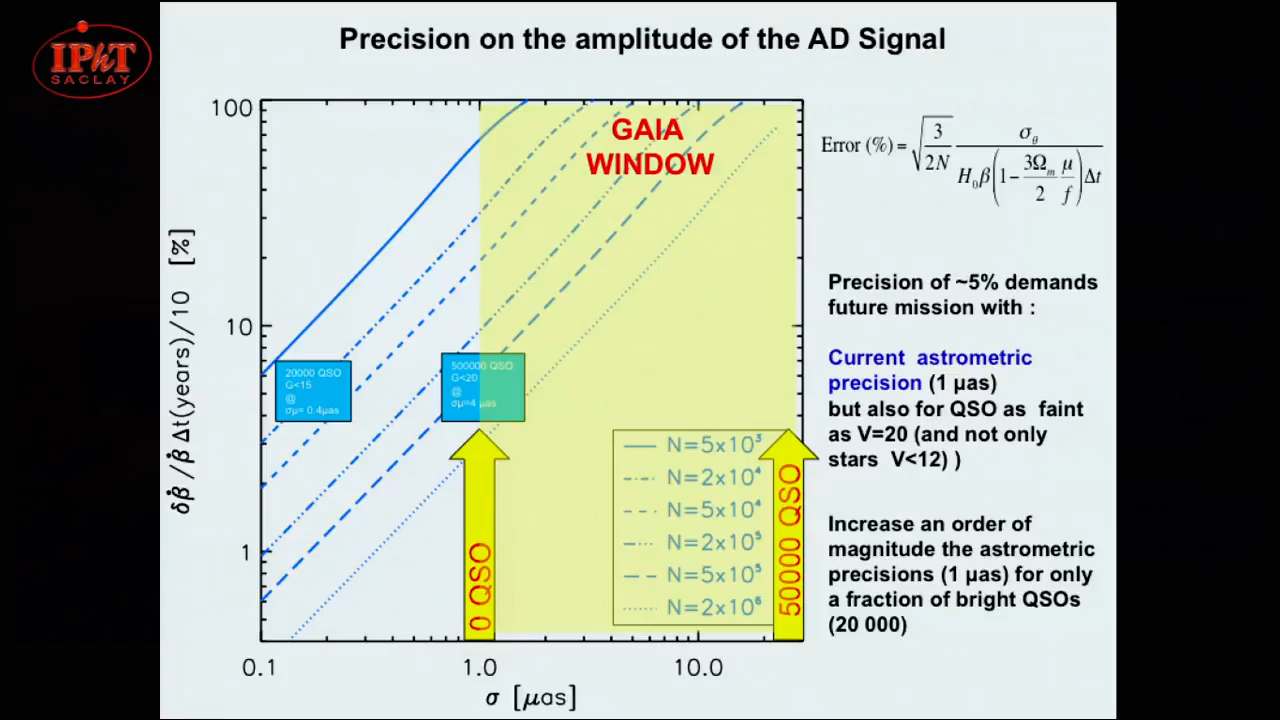 IPhT
SACLAY
Precision on the amplitude of the AD Signal
100
10
1
δβ̇ / β̇ Δt(years)/10 [%]
GAIA
WINDOW
20000 QSO
G<15
@
σμ= 0.4μas
500000 QSO
G<20
@
σμ=4 μas
N=5x10³
N=2x10⁴
N=5x10⁴
N=2x10⁵
N=5x10⁵
N=2x10⁶
0 QSO
50000 QSO
0.1 1.0 10.0
σ [μas]
Error (%) = √(3/2N) σ_θ / (H₀β(1− (3Ω_m/2) (μ/f))Δt)
Precision of ~5% demands
future mission with :
Current astrometric
precision (1 μas)
but also for QSO as faint
as V=20 (and not only
stars V<12) )
Increase an order of
magnitude the astrometric
precisions (1 μas) for only
a fraction of bright QSOs
(20 000)